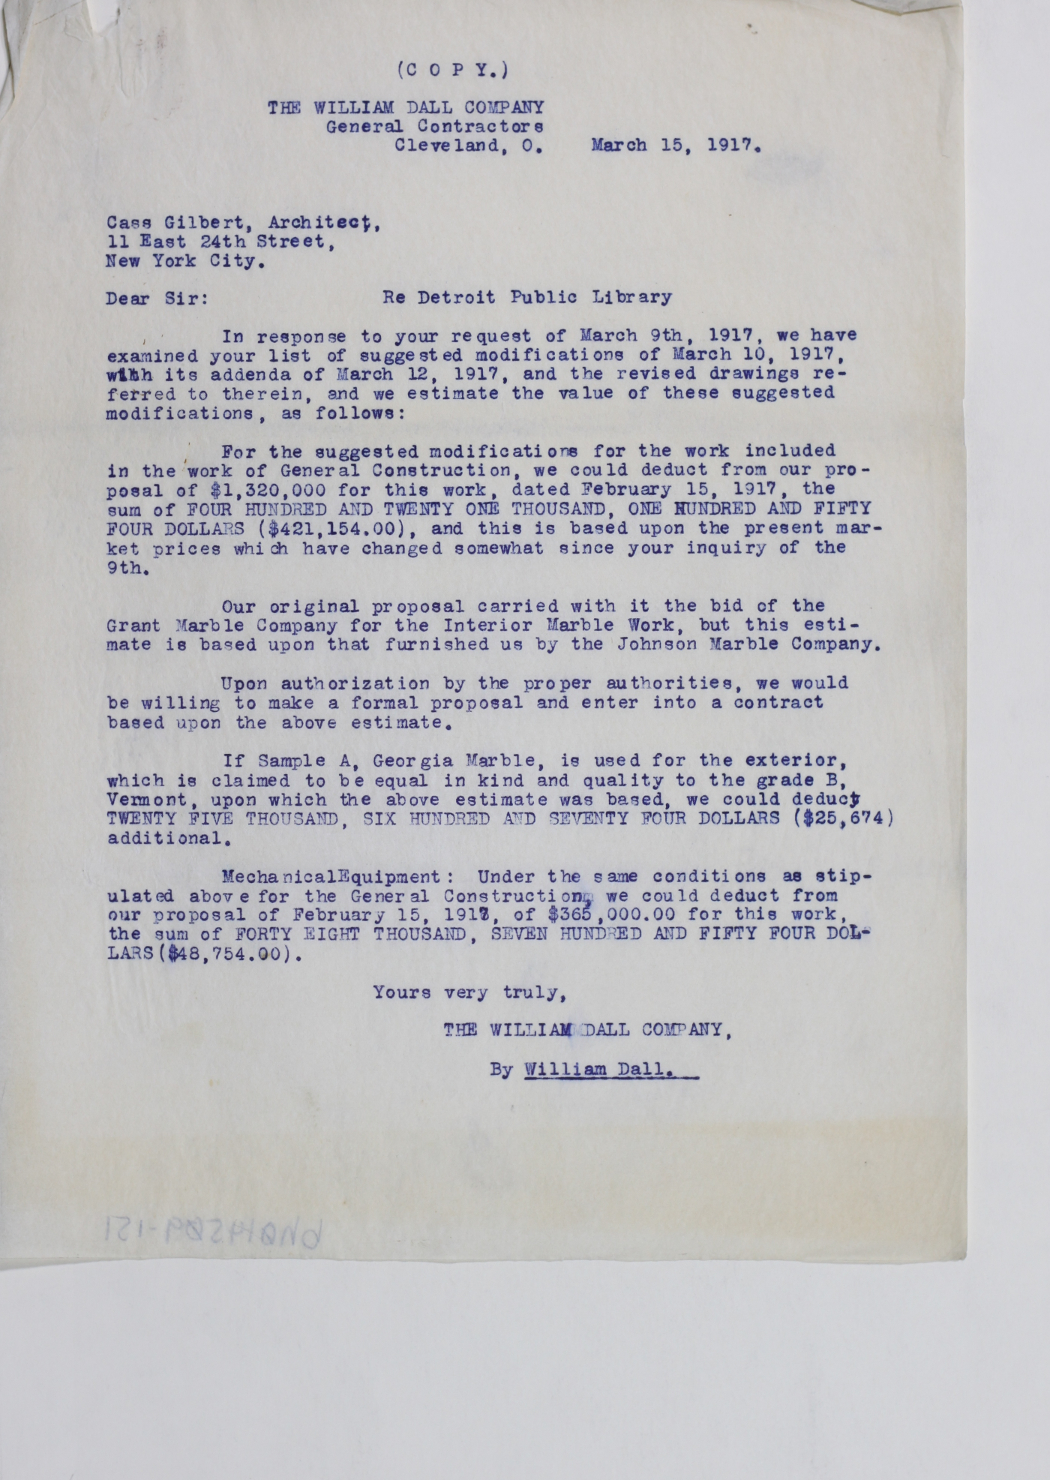 (C O P Y.)
THE WILLIAM DALL COMPANY
General Contractors
Cleveland, O. March 15, 1917.
Cass Gilbert, Architect,
11 East 24th Street,
New York City.
Dear Sir: Re Detroit Public Library
In response to your request of March 9th, 1917, we have
examined your list of suggested modifications of March 10, 1917,
with its addenda of March 12, 1917, and the revised drawings re-
ferred to therein, and we estimate the value of these suggested
modifications, as follows:
For the suggested modifications for the work included
in the work of General Construction, we could deduct from our pro-
posal of $1,320,000 for this work, dated February 15, 1917, the
sum of FOUR HUNDRED AND TWENTY ONE THOUSAND, ONE HUNDRED AND FIFTY
FOUR DOLLARS ($421,154.00), and this is based upon the present mar-
ket prices which have changed somewhat since your inquiry of the
9th.
Our original proposal carried with it the bid of the
Grant Marble Company for the Interior Marble Work, but this esti-
mate is based upon that furnished us by the Johnson Marble Company.
Upon authorization by the proper authorities, we would
be willing to make a formal proposal and enter into a contract
based upon the above estimate.
If Sample A, Georgia Marble, is used for the exterior,
which is claimed to be equal in kind and quality to the grade B,
Vermont, upon which the above estimate was based, we could deduct
TWENTY FIVE THOUSAND, SIX HUNDRED AND SEVENTY FOUR DOLLARS ($25,674)
additional.
MechanicalEquipment: Under the same conditions as stip-
ulated above for the General Construction, we could deduct from
our proposal of February 15, 1917, of $365,000.00 for this work,
the sum of FORTY EIGHT THOUSAND, SEVEN HUNDRED AND FIFTY FOUR DOL-
LARS($48,754.00).
Yours very truly,
THE WILLIAM DALL COMPANY,
By William Dall.